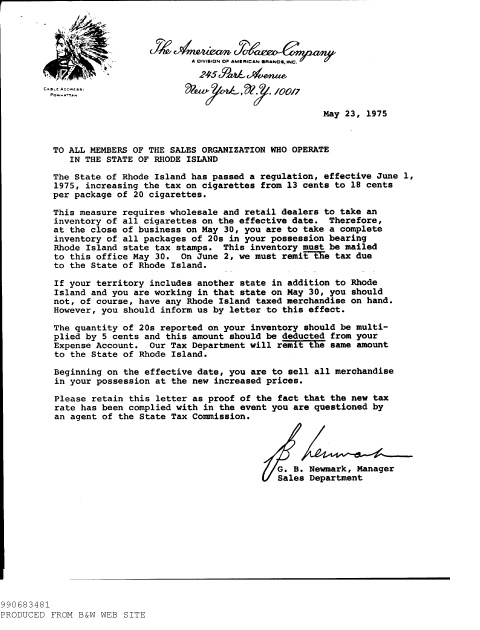 The American Tobacco Company
A DIVISION OF AMERICAN BRANDS, INC.
245 Park Avenue
New York, N.Y. 10017
CABLE ADDRESS:
POWHATTAN
May 23, 1975
TO ALL MEMBERS OF THE SALES ORGANIZATION WHO OPERATE
IN THE STATE OF RHODE ISLAND
The State of Rhode Island has passed a regulation, effective June 1,
1975, increasing the tax on cigarettes from 13 cents to 18 cents
per package of 20 cigarettes.
This measure requires wholesale and retail dealers to take an
inventory of all cigarettes on the effective date. Therefore,
at the close of business on May 30, you are to take a complete
inventory of all packages of 20s in your possession bearing
Rhode Island state tax stamps. This inventory must be mailed
to this office May 30. On June 2, we must remit the tax due
to the State of Rhode Island.
If your territory includes another state in addition to Rhode
Island and you are working in that state on May 30, you should
not, of course, have any Rhode Island taxed merchandise on hand.
However, you should inform us by letter to this effect.
The quantity of 20s reported on your inventory should be multi-
plied by 5 cents and this amount should be deducted from your
Expense Account. Our Tax Department will remit the same amount
to the State of Rhode Island.
Beginning on the effective date, you are to sell all merchandise
in your possession at the new increased prices.
Please retain this letter as proof of the fact that the new tax
rate has been complied with in the event you are questioned by
an agent of the State Tax Commission.
G. B. Newmark, Manager
Sales Department
990683481
PRODUCED FROM B&W WEB SITE